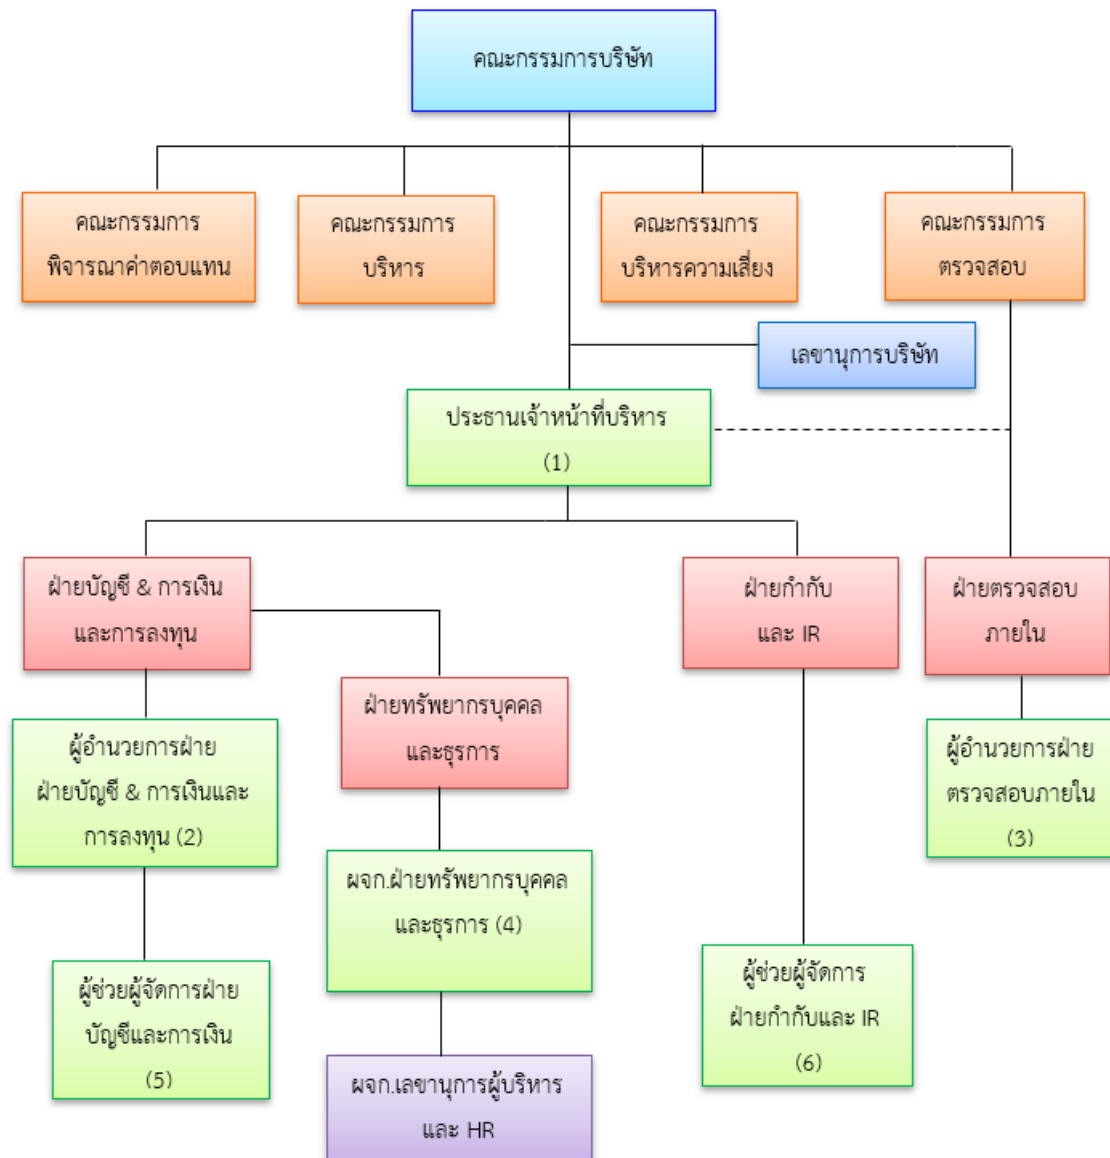 คณะกรรมการบริษัท
คณะกรรมการ
พิจารณาค่าตอบแทน
คณะกรรมการ
บริหาร
คณะกรรมการ
บริหารความเสี่ยง
คณะกรรมการ
ตรวจสอบ
เลขานุการบริษัท
ประธานเจ้าหน้าที่บริหาร
(1)
ฝ่ายบัญชี & การเงิน
และการลงทุน
ฝ่ายกำกับ
และ IR
ฝ่ายตรวจสอบ
ภายใน
ฝ่ายทรัพยากรบุคคล
และธุรการ
ผู้อำนวยการฝ่าย
ฝ่ายบัญชี & การเงินและ
การลงทุน (2)
ผู้อำนวยการฝ่าย
ตรวจสอบภายใน
(3)
ผจก.ฝ่ายทรัพยากรบุคคล
และธุรการ (4)
ผู้ช่วยผู้จัดการฝ่าย
บัญชีและการเงิน
(5)
ผู้ช่วยผู้จัดการ
ฝ่ายกำกับและ IR
(6)
ผจก.เลขานุการผู้บริหาร
และ HR